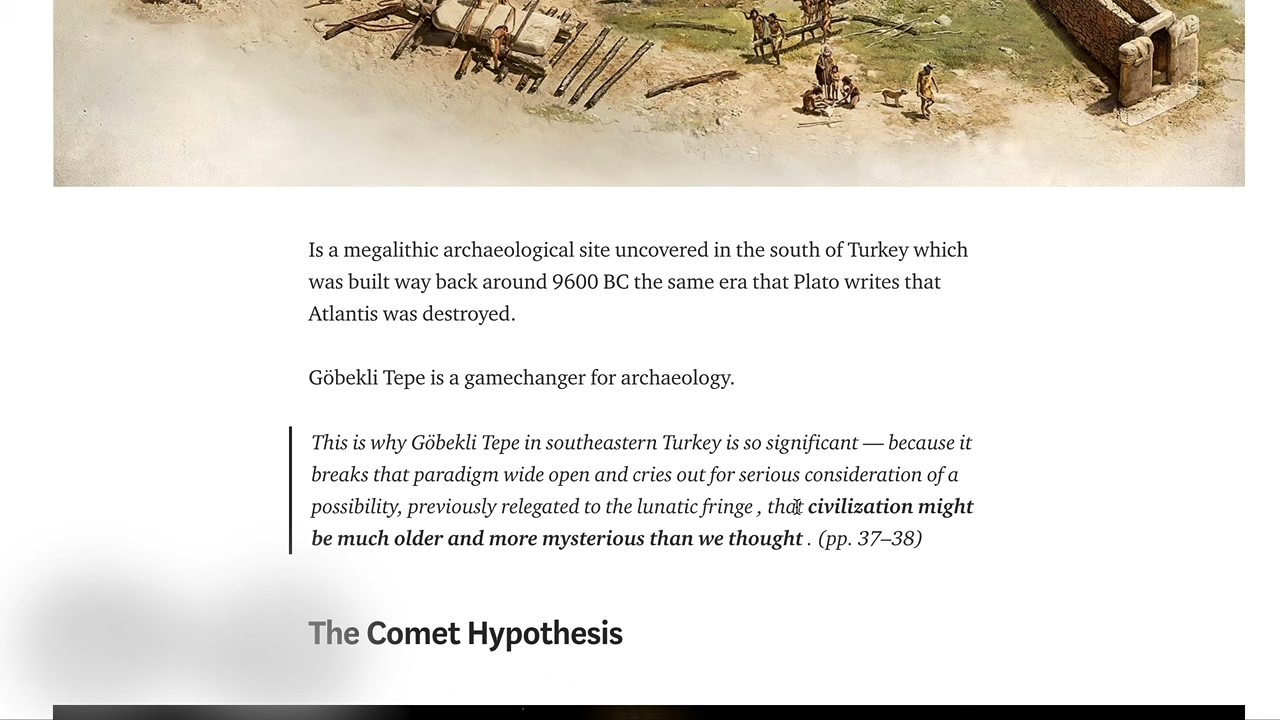 Is a megalithic archaeological site uncovered in the south of Turkey which
was built way back around 9600 BC the same era that Plato writes that
Atlantis was destroyed.
Göbekli Tepe is a gamechanger for archaeology.
This is why Göbekli Tepe in southeastern Turkey is so significant — because it
breaks that paradigm wide open and cries out for serious consideration of a
possibility, previously relegated to the lunatic fringe , that civilization might
be much older and more mysterious than we thought . (pp. 37–38)
The Comet Hypothesis